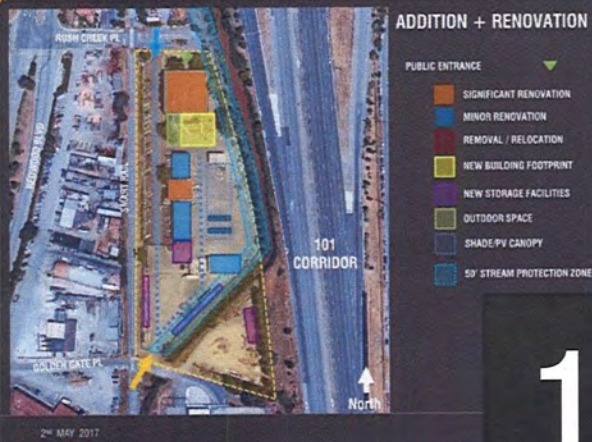 ADDITION + RENOVATION
RUSH CREEK PL
PUBLIC ENTRANCE
SIGNIFICANT RENOVATION
MINOR RENOVATION
REMOVAL / RELOCATION
NEW BUILDING FOOTPRINT
NEW STORAGE FACILITIES
OUTDOOR SPACE
SHADE/PV CANOPY
50' STREAM PROTECTION ZONE
REDWOOD BLVD
SMART RAIL
101
CORRIDOR
GOLDEN GATE PL
North
1
2ND MAY 2017